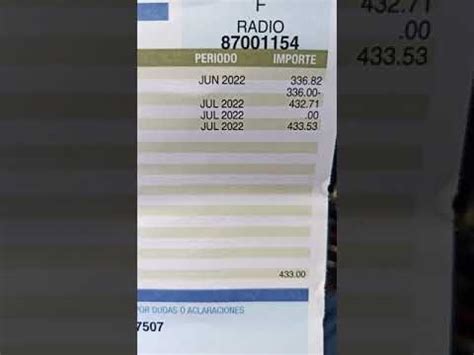 F
432.71
.00
433.53
RADIO
87001154
PERIODO IMPORTE
JUN 2022 336.82
336.00-
JUL 2022 432.71
JUL 2022 .00
JUL 2022 433.53
433.00
POR DUDAS O ACLARACIONES
7507